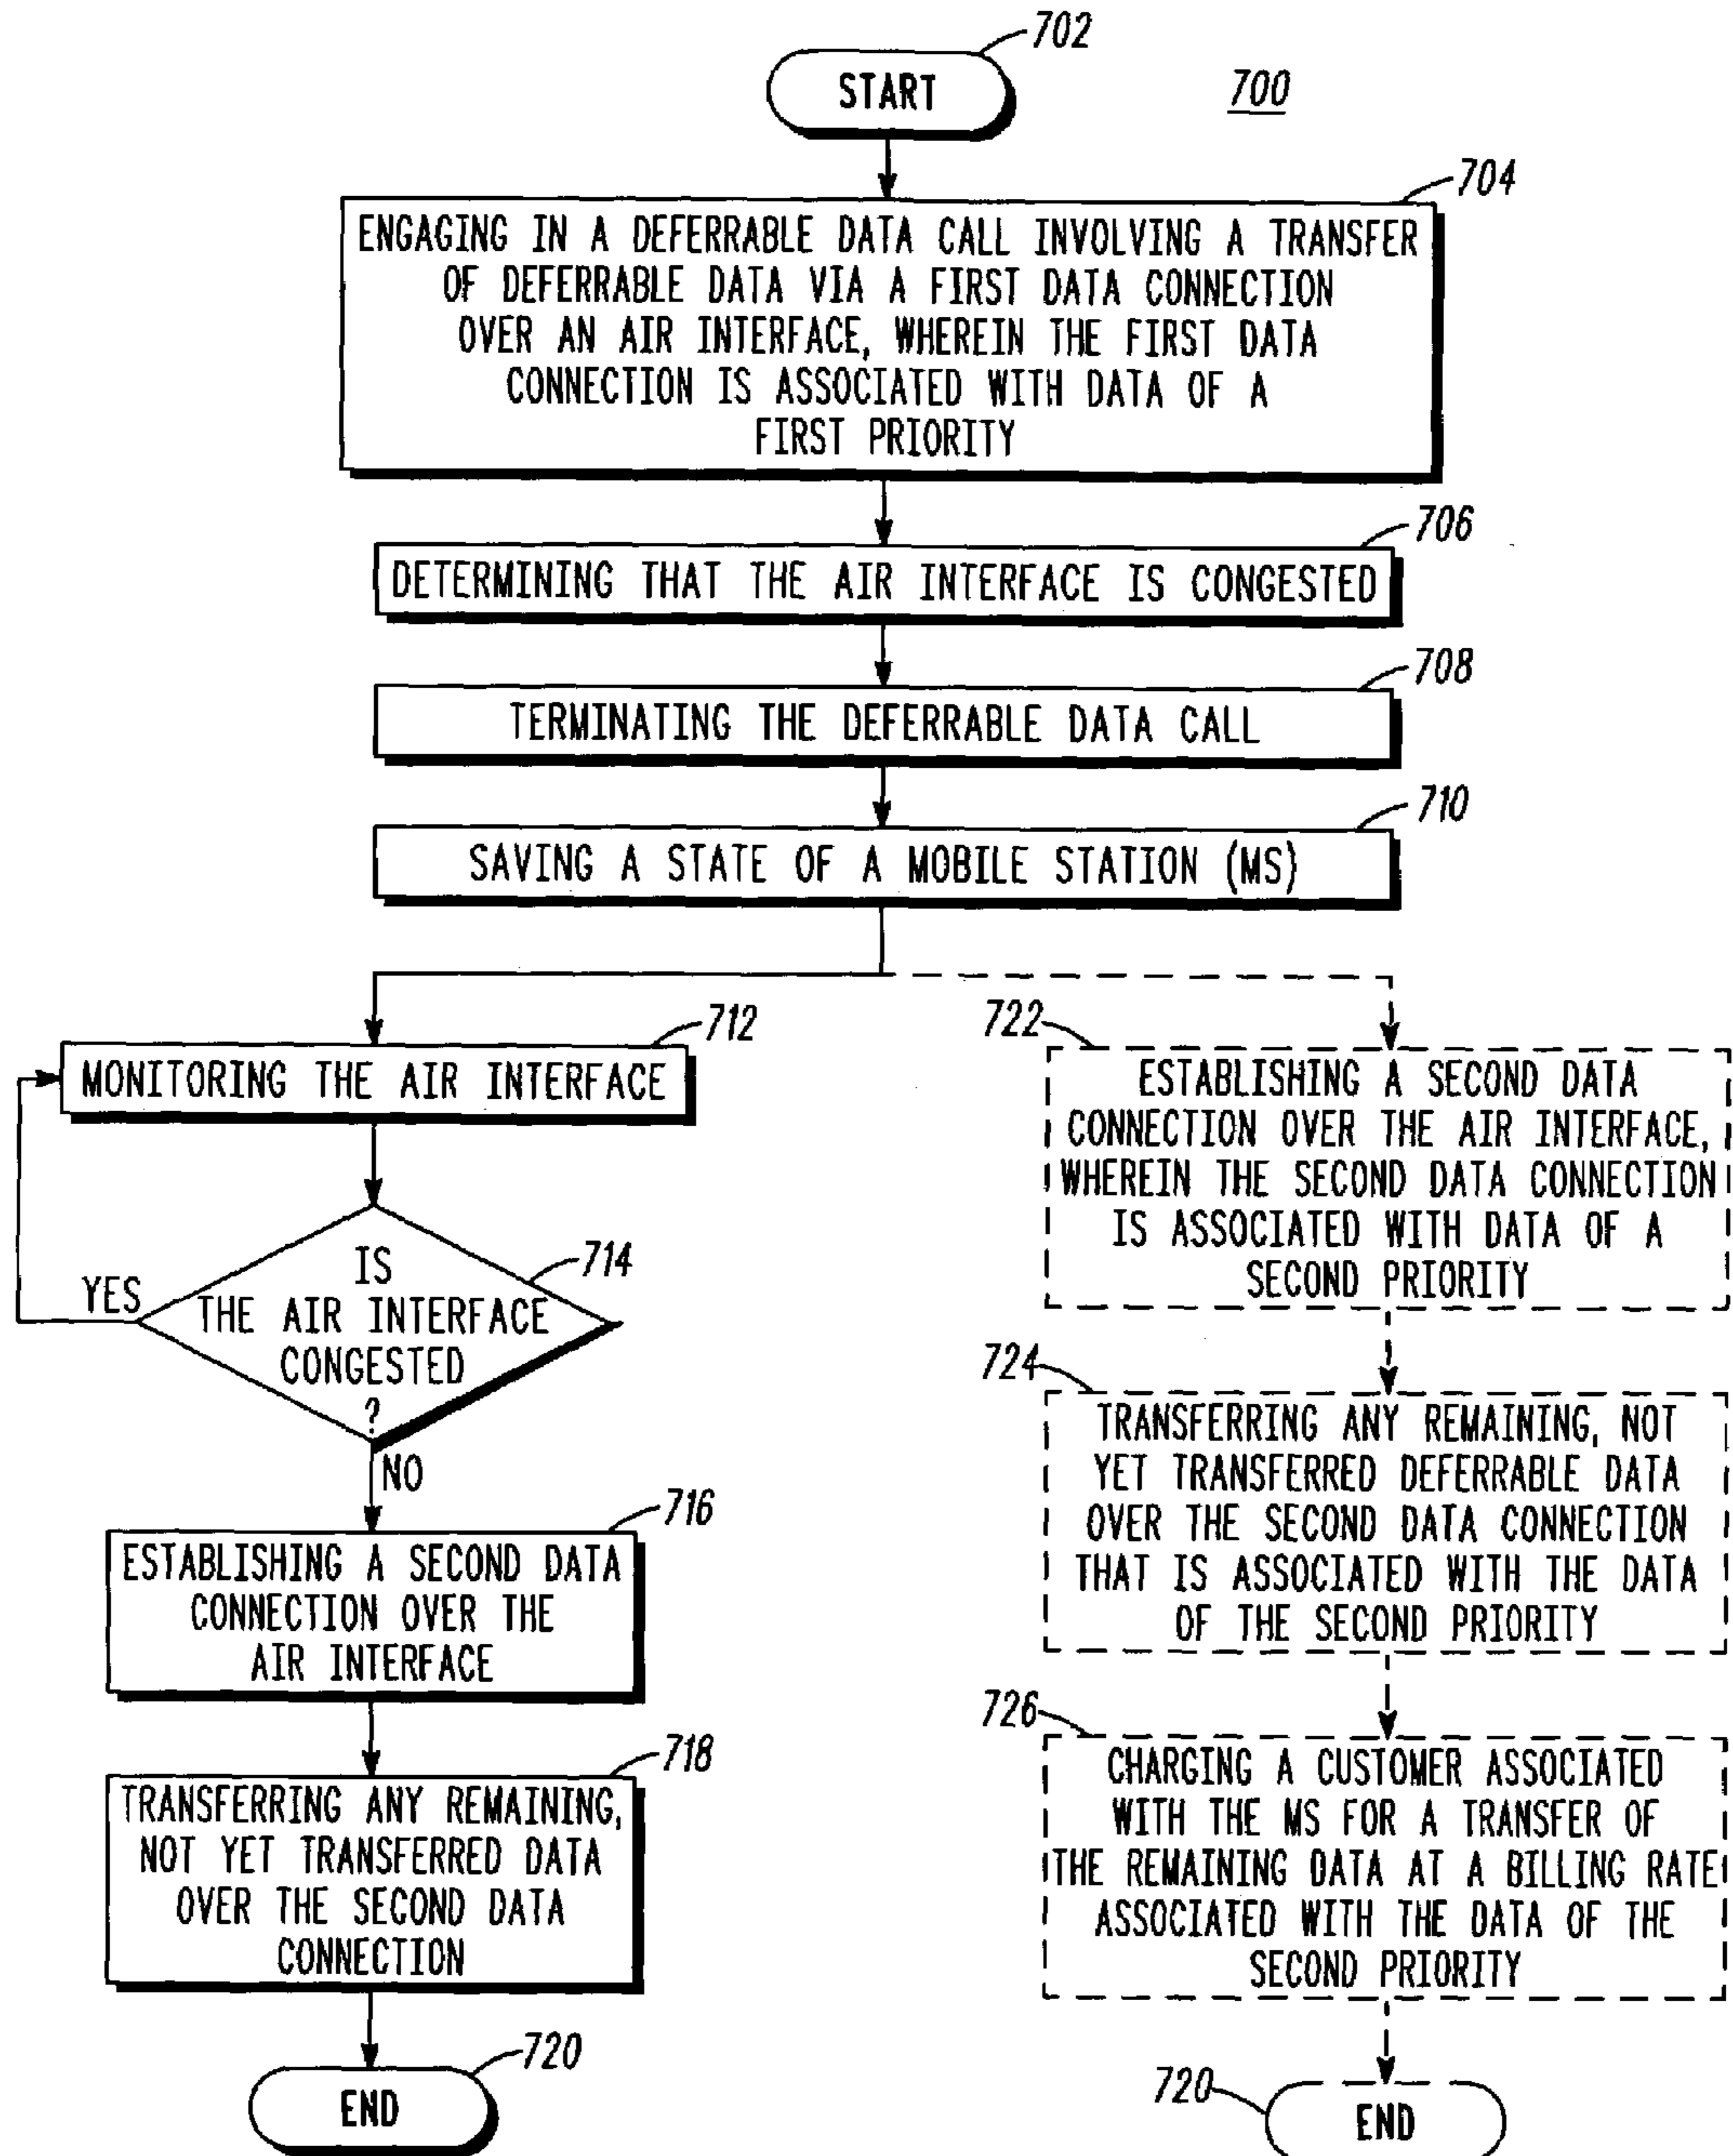 702
START
700
704
ENGAGING IN A DEFERRABLE DATA CALL INVOLVING A TRANSFER
OF DEFERRABLE DATA VIA A FIRST DATA CONNECTION
OVER AN AIR INTERFACE, WHEREIN THE FIRST DATA
CONNECTION IS ASSOCIATED WITH DATA OF A
FIRST PRIORITY
706
DETERMINING THAT THE AIR INTERFACE IS CONGESTED
708
TERMINATING THE DEFERRABLE DATA CALL
710
SAVING A STATE OF A MOBILE STATION (MS)
712
MONITORING THE AIR INTERFACE
714
IS
THE AIR INTERFACE
CONGESTED
?
YES
NO
716
ESTABLISHING A SECOND DATA
CONNECTION OVER THE
AIR INTERFACE
718
TRANSFERRING ANY REMAINING,
NOT YET TRANSFERRED DATA
OVER THE SECOND DATA
CONNECTION
720
END
722
ESTABLISHING A SECOND DATA
CONNECTION OVER THE AIR INTERFACE,
WHEREIN THE SECOND DATA CONNECTION
IS ASSOCIATED WITH DATA OF A
SECOND PRIORITY
724
TRANSFERRING ANY REMAINING, NOT
YET TRANSFERRED DEFERRABLE DATA
OVER THE SECOND DATA CONNECTION
THAT IS ASSOCIATED WITH THE DATA
OF THE SECOND PRIORITY
726
CHARGING A CUSTOMER ASSOCIATED
WITH THE MS FOR A TRANSFER OF
THE REMAINING DATA AT A BILLING RATE
ASSOCIATED WITH THE DATA OF THE
SECOND PRIORITY
720
END